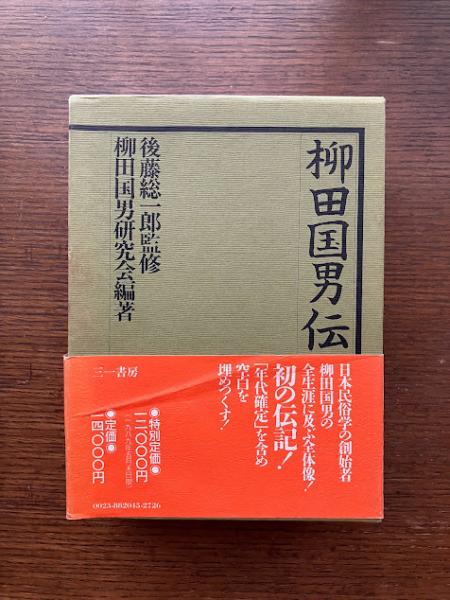 柳田国男伝
後藤総一郎監修
柳田国男研究会編著
日本民俗学の創始者
柳田国男の
全生涯に及ぶ全体像!
初の伝記!
「年代確定」を含め
空白を
埋めつくす!
三一書房
●特別定価●
一二、〇〇〇円
●定価●
一四〇〇〇円
0023-882045-2726